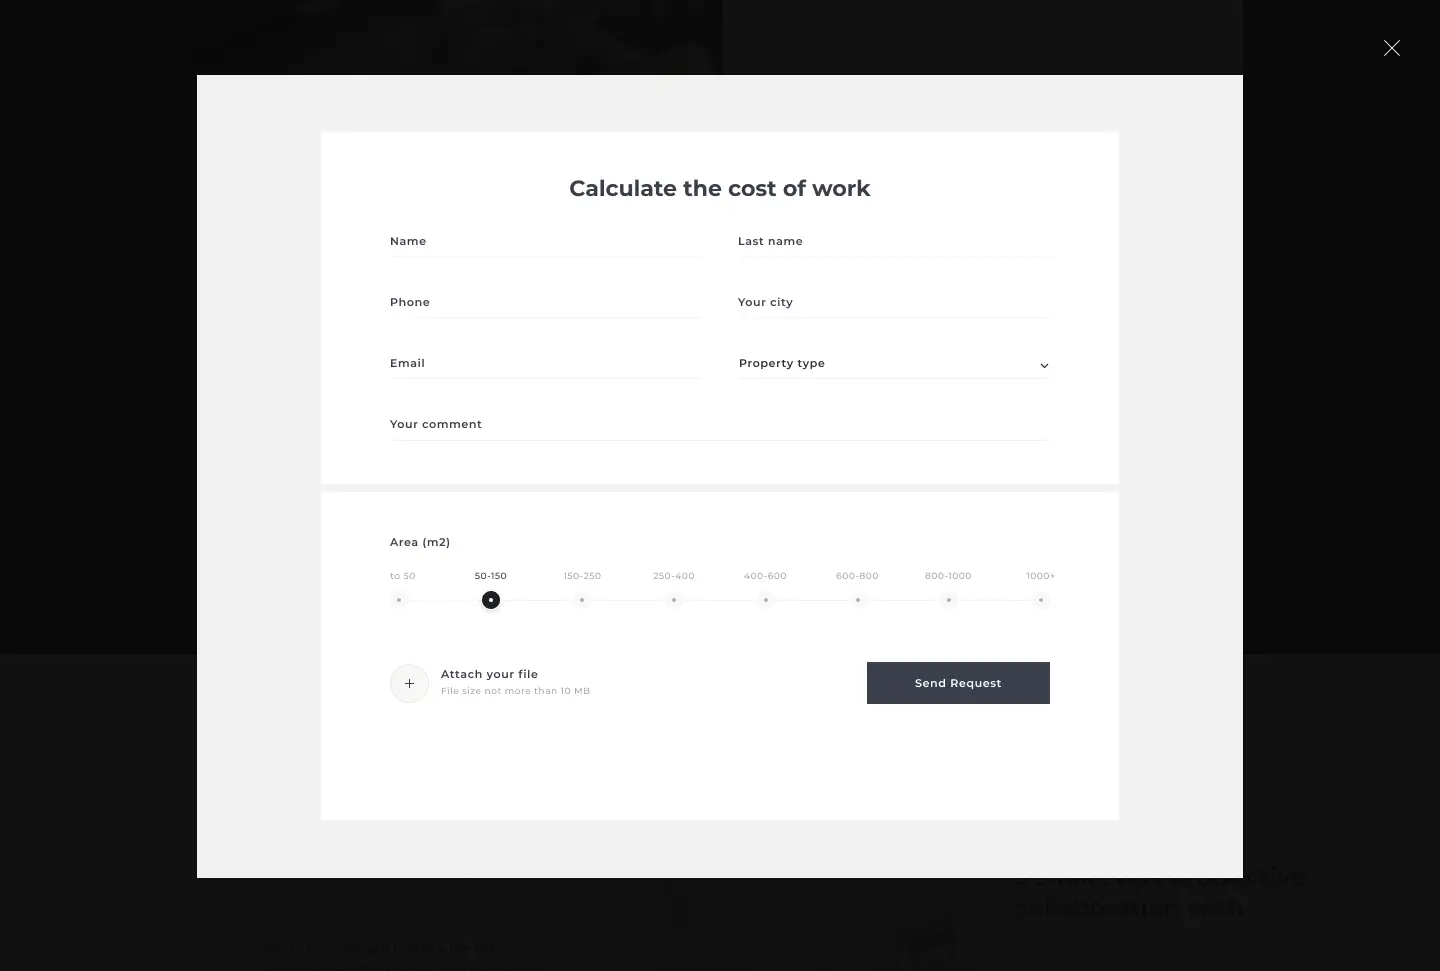 Calculate the cost of work
Name
Last name
Phone
Your city
Email
Property type
Your comment
Area (m2)
to 50
50-150
150-250
250-400
400-600
600-800
800-1000
1000+
Attach your file
File size not more than 10 MB
Send Request
collaboration with